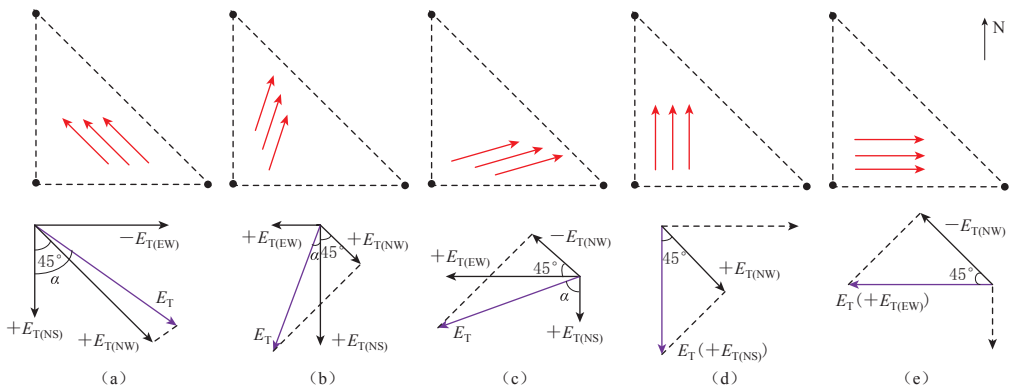 N
−E_T(EW)
45°
α
E_T
+E_T(NS)
+E_T(NW)
+E_T(EW)
α
45°
+E_T(NW)
E_T
+E_T(NS)
−E_T(NW)
+E_T(EW)
45°
α
E_T
+E_T(NS)
45°
+E_T(NW)
E_T(+E_T(NS))
−E_T(NW)
45°
E_T(+E_T(EW))
(a)
(b)
(c)
(d)
(e)